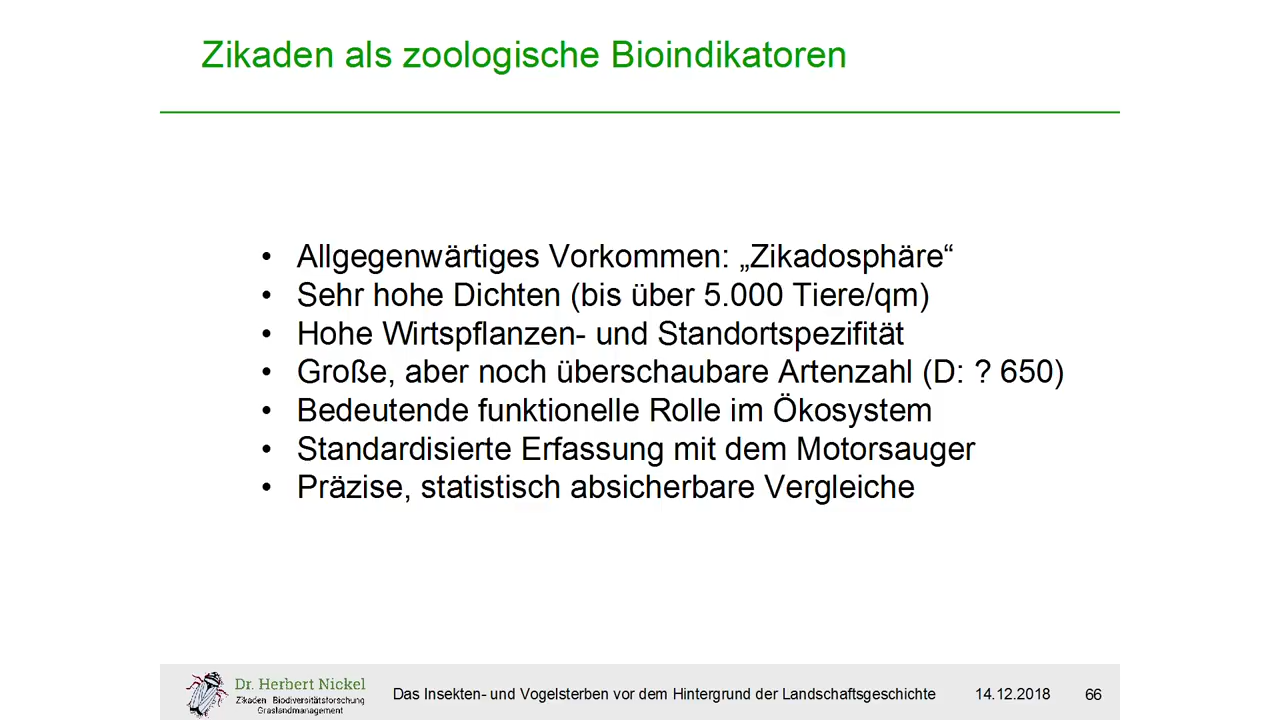 Zikaden als zoologische Bioindikatoren
• Allgegenwärtiges Vorkommen: „Zikadosphäre“
• Sehr hohe Dichten (bis über 5.000 Tiere/qm)
• Hohe Wirtspflanzen- und Standortspezifität
• Große, aber noch überschaubare Artenzahl (D: ? 650)
• Bedeutende funktionelle Rolle im Ökosystem
• Standardisierte Erfassung mit dem Motorsauger
• Präzise, statistisch absicherbare Vergleiche
Dr. Herbert Nickel
Zikaden Biodiversitätsforschung
Graslandmanagement
Das Insekten- und Vogelsterben vor dem Hintergrund der Landschaftsgeschichte 14.12.2018 66